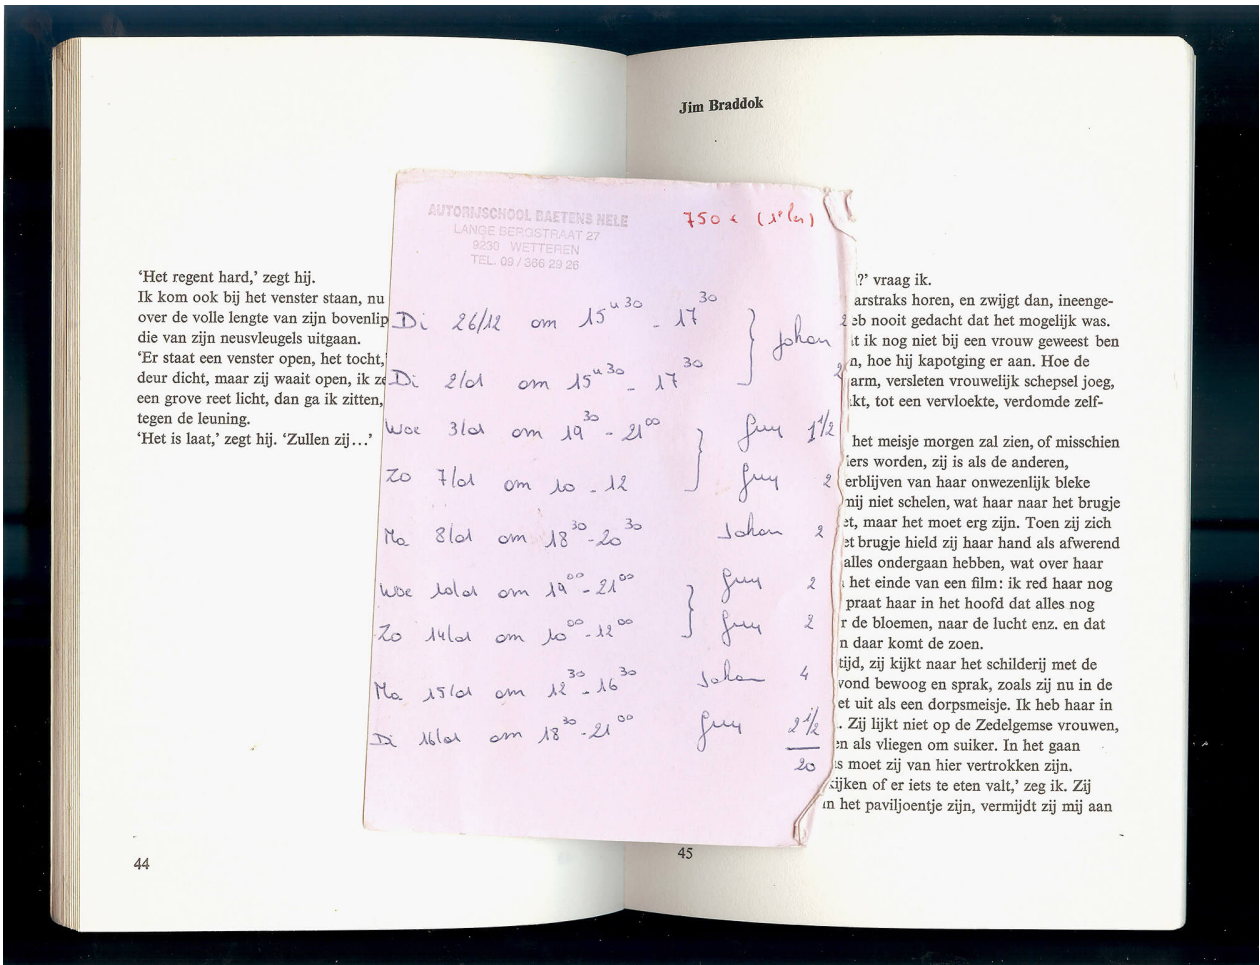 'Het regent hard,' zegt hij.
Ik kom ook bij het venster staan, nu
over de volle lengte van zijn bovenlip
die van zijn neusvleugels uitgaan.
'Er staat een venster open, het tocht,'
deur dicht, maar zij waait open, ik ze
een grove reet licht, dan ga ik zitten,
tegen de leuning.
'Het is laat,' zegt hij. 'Zullen zij...'
44
AUTORIJSCHOOL BAETENS NELE
LANGE BERGSTRAAT 27
9230 WETTEREN
TEL. 09 / 366 29 26
750 € (1e les)
Di 26/12 om 15u30 - 17 30 } Johan 2
Di 2/01 om 15u30 - 17 30 2
Woe 3/01 om 19 30 - 21 00 } Guy 1 1/2
Zo 7/01 om 10 - 12 Guy 2
Ma 8/01 om 18 30 - 20 30 Johan 2
Woe 10/01 om 19 00 - 21 00 } Guy 2
Zo 14/01 om 10 00 - 12 00 Guy 2
Ma 15/01 om 12 30 - 16 30 Johan 4
Di 16/01 om 18 30 - 21 00 Guy 2 1/2
20
Jim Braddok
?' vraag ik.
arstraks horen, en zwijgt dan, ineenge-
eb nooit gedacht dat het mogelijk was.
it ik nog niet bij een vrouw geweest ben
n, hoe hij kapotging er aan. Hoe de
arm, versleten vrouwelijk schepsel joeg,
kt, tot een vervloekte, verdomde zelf-
het meisje morgen zal zien, of misschien
ers worden, zij is als de anderen,
erblijven van haar onwezenlijk bleke
mij niet schelen, wat haar naar het brugje
et, maar het moet erg zijn. Toen zij zich
et brugje hield zij haar hand als afwerend
alles ondergaan hebben, wat over haar
het einde van een film: ik red haar nog
praat haar in het hoofd dat alles nog
r de bloemen, naar de lucht enz. en dat
n daar komt de zoen.
tijd, zij kijkt naar het schilderij met de
vond bewoog en sprak, zoals zij nu in de
et uit als een dorpsmeisje. Ik heb haar in
. Zij lijkt niet op de Zedelgemse vrouwen,
en als vliegen om suiker. In het gaan
s moet zij van hier vertrokken zijn.
kijken of er iets te eten valt,' zeg ik. Zij
in het paviljoentje zijn, vermijdt zij mij aan
45